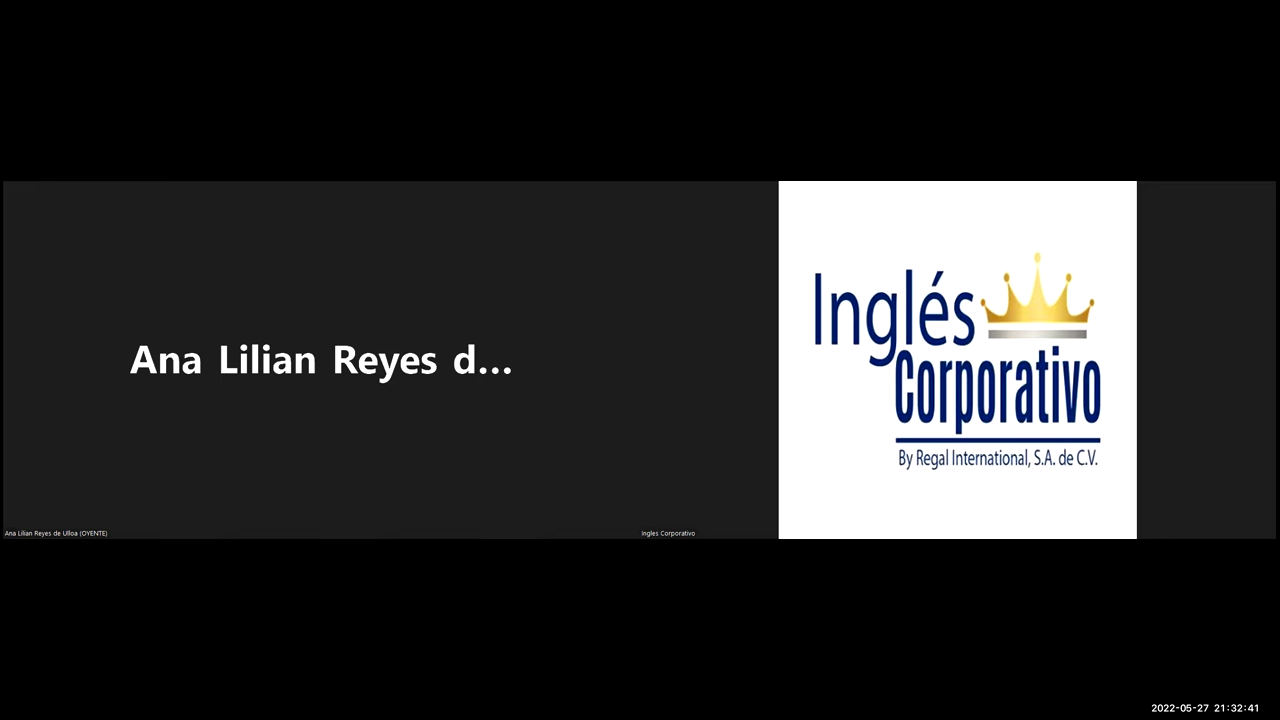 Ana Lilian Reyes d...
Inglés
Corporativo
By Regal International, S.A. de C.V.
Ana Lilian Reyes de Ulloa (OYENTE)
Ingles Corporativo
2022-05-27 21:32:41